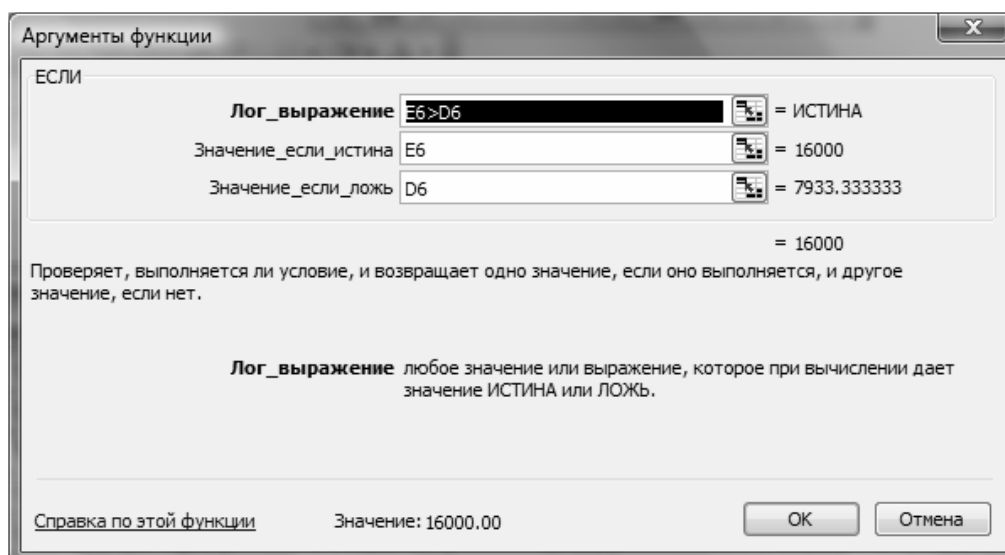 Аргументы функции
ЕСЛИ
Лог_выражение E6>D6 = ИСТИНА
Значение_если_истина E6 = 16000
Значение_если_ложь D6 = 7933.333333
= 16000
Проверяет, выполняется ли условие, и возвращает одно значение, если оно выполняется, и другое
значение, если нет.
Лог_выражение любое значение или выражение, которое при вычислении дает
значение ИСТИНА или ЛОЖЬ.
Справка по этой функции Значение: 16000.00 ОК Отмена